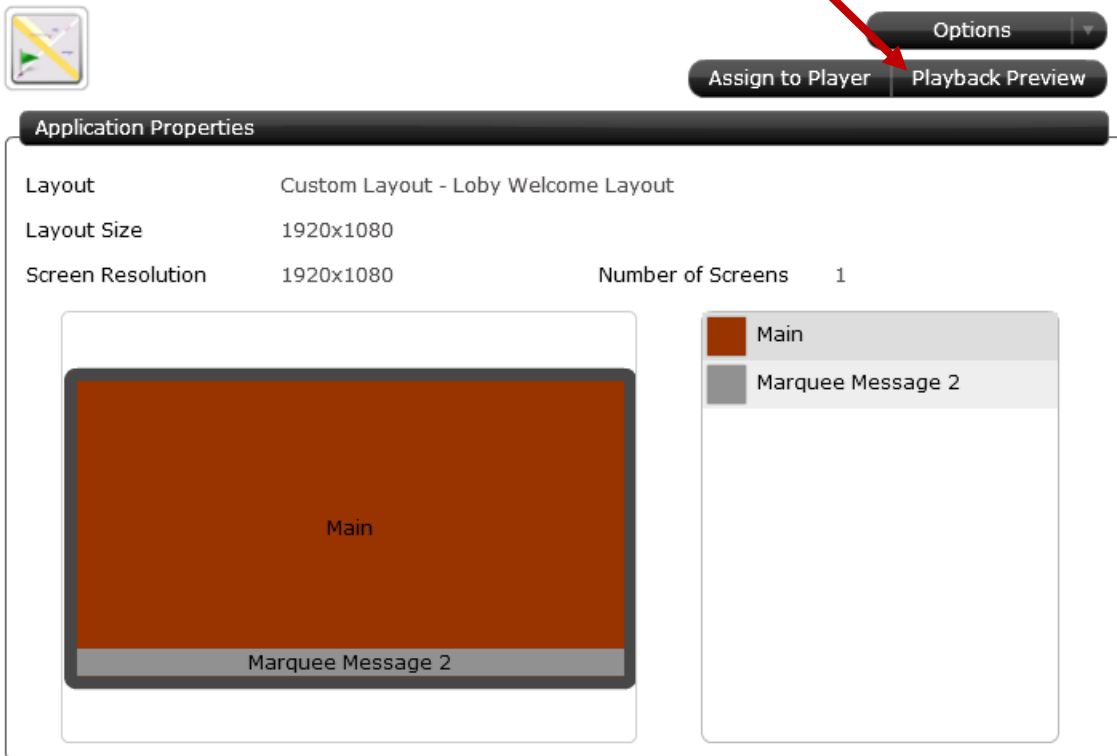 Options
Assign to Player Playback Preview
Application Properties
Layout Custom Layout - Loby Welcome Layout
Layout Size 1920x1080
Screen Resolution 1920x1080 Number of Screens 1
Main
Marquee Message 2
Main
Marquee Message 2